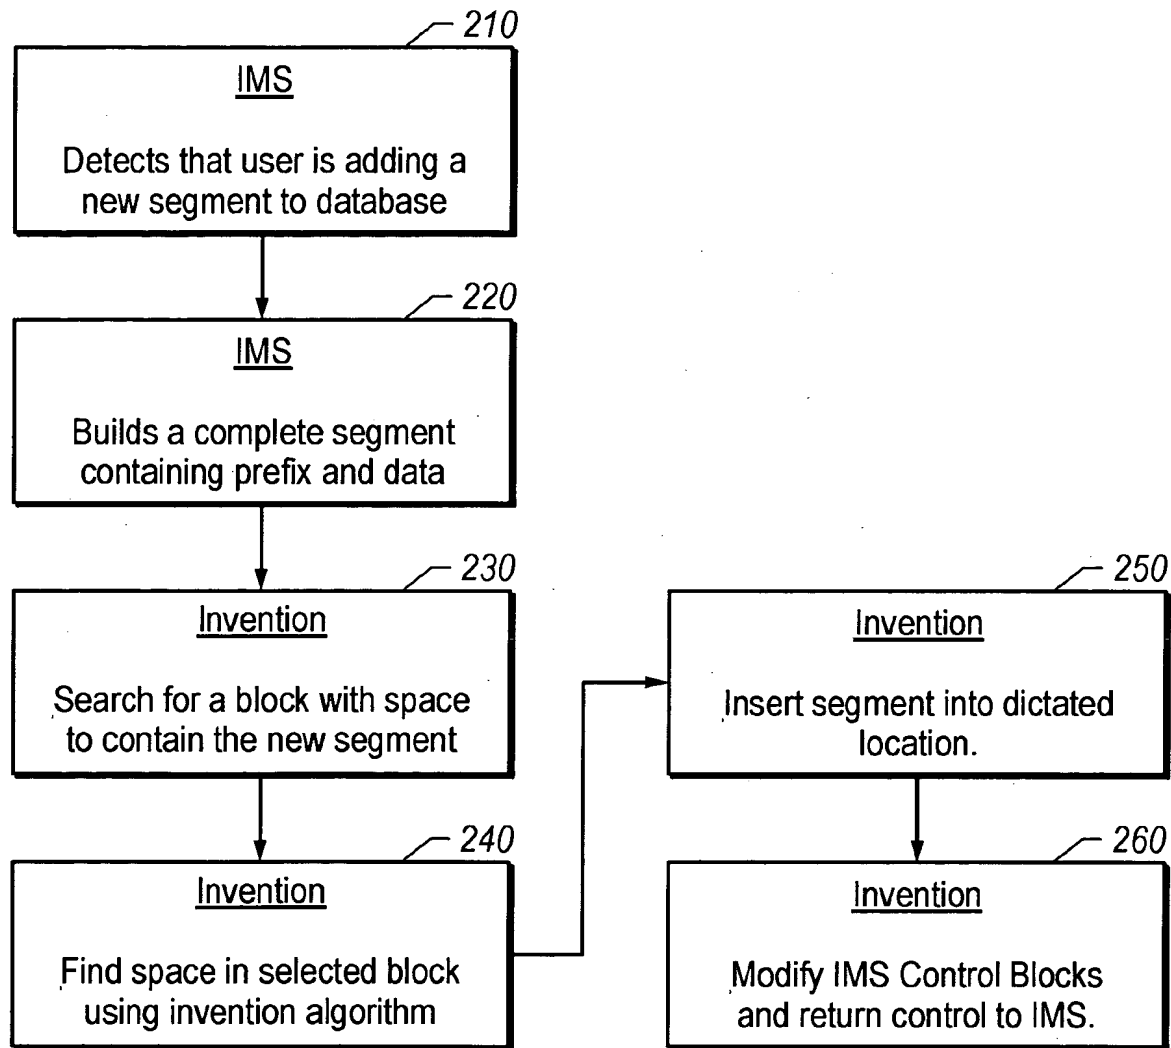 210
IMS
Detects that user is adding a
new segment to database
220
IMS
Builds a complete segment
containing prefix and data
230
Invention
Search for a block with space
to contain the new segment
240
Invention
Find space in selected block
using invention algorithm
250
Invention
Insert segment into dictated
location.
260
Invention
Modify IMS Control Blocks
and return control to IMS.